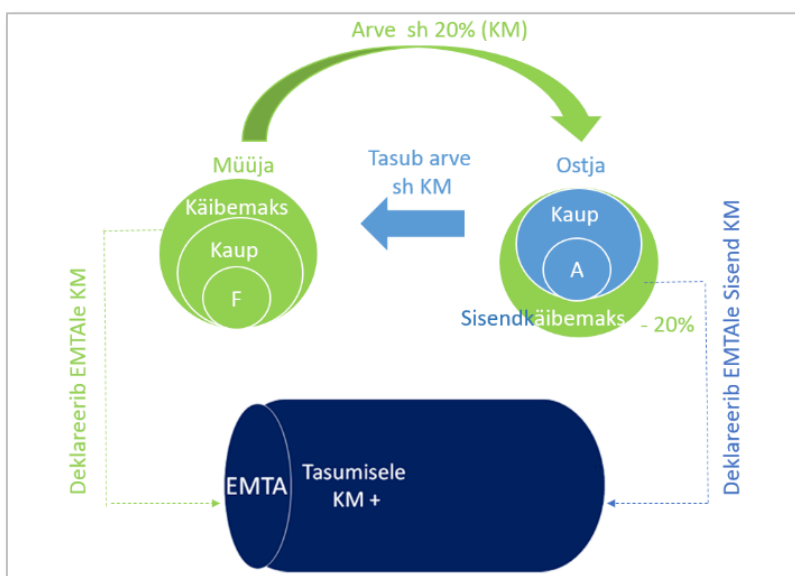 Arve sh 20% (KM)
Müüja
Tasub arve
sh KM
Ostja
Käibemaks
Kaup
F
Kaup
A
Sisendkäibemaks
- 20%
Deklareerib EMTAle KM
Deklareerib EMTAle Sisend KM
EMTA
Tasumisele
KM +